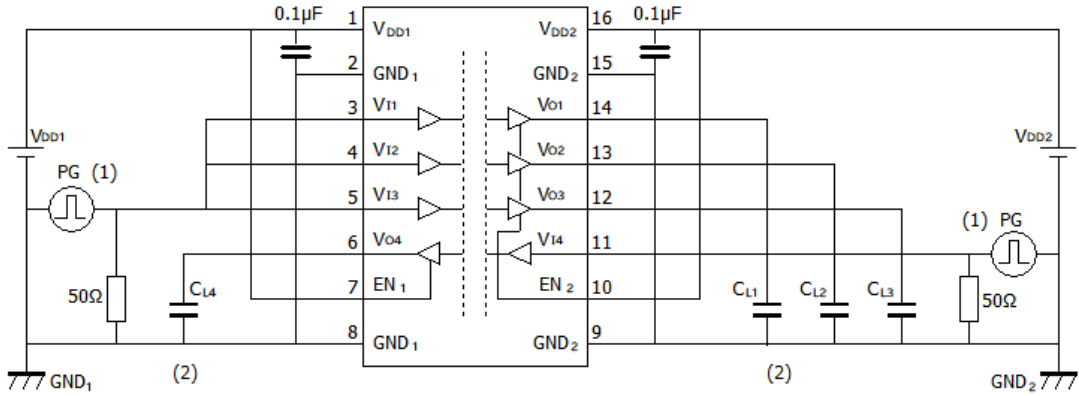 0.1µF 1 16 0.1µF
VDD1 VDD2
2 15
GND1 GND2
3 VI1 VO1 14
VDD1 VDD2
4 VI2 VO2 13
PG (1)
5 VI3 VO3 12
(1) PG
6 VO4 VI4 11
50Ω CL4 7 EN1 EN2 10 CL1 CL2 CL3 50Ω
8 9
GND1 GND2
GND1 (2) (2) GND2